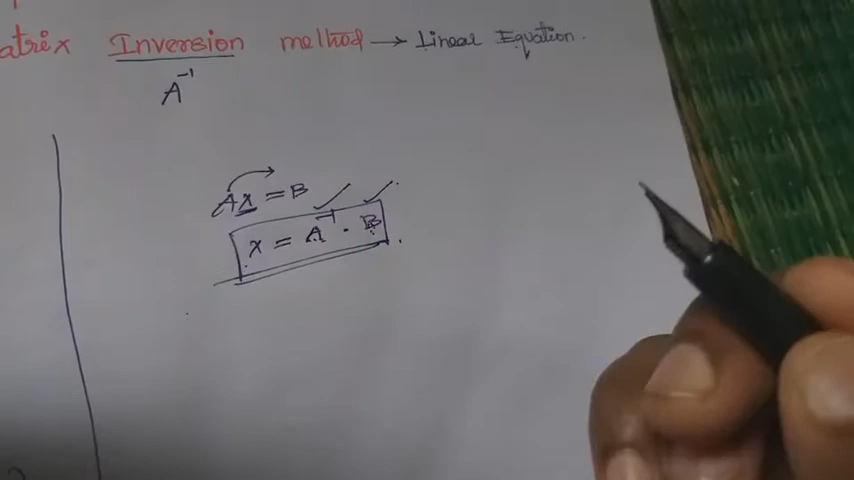 atrix Inversion method → Linear Equation.
A⁻¹
AX = B
X = A⁻¹ · B